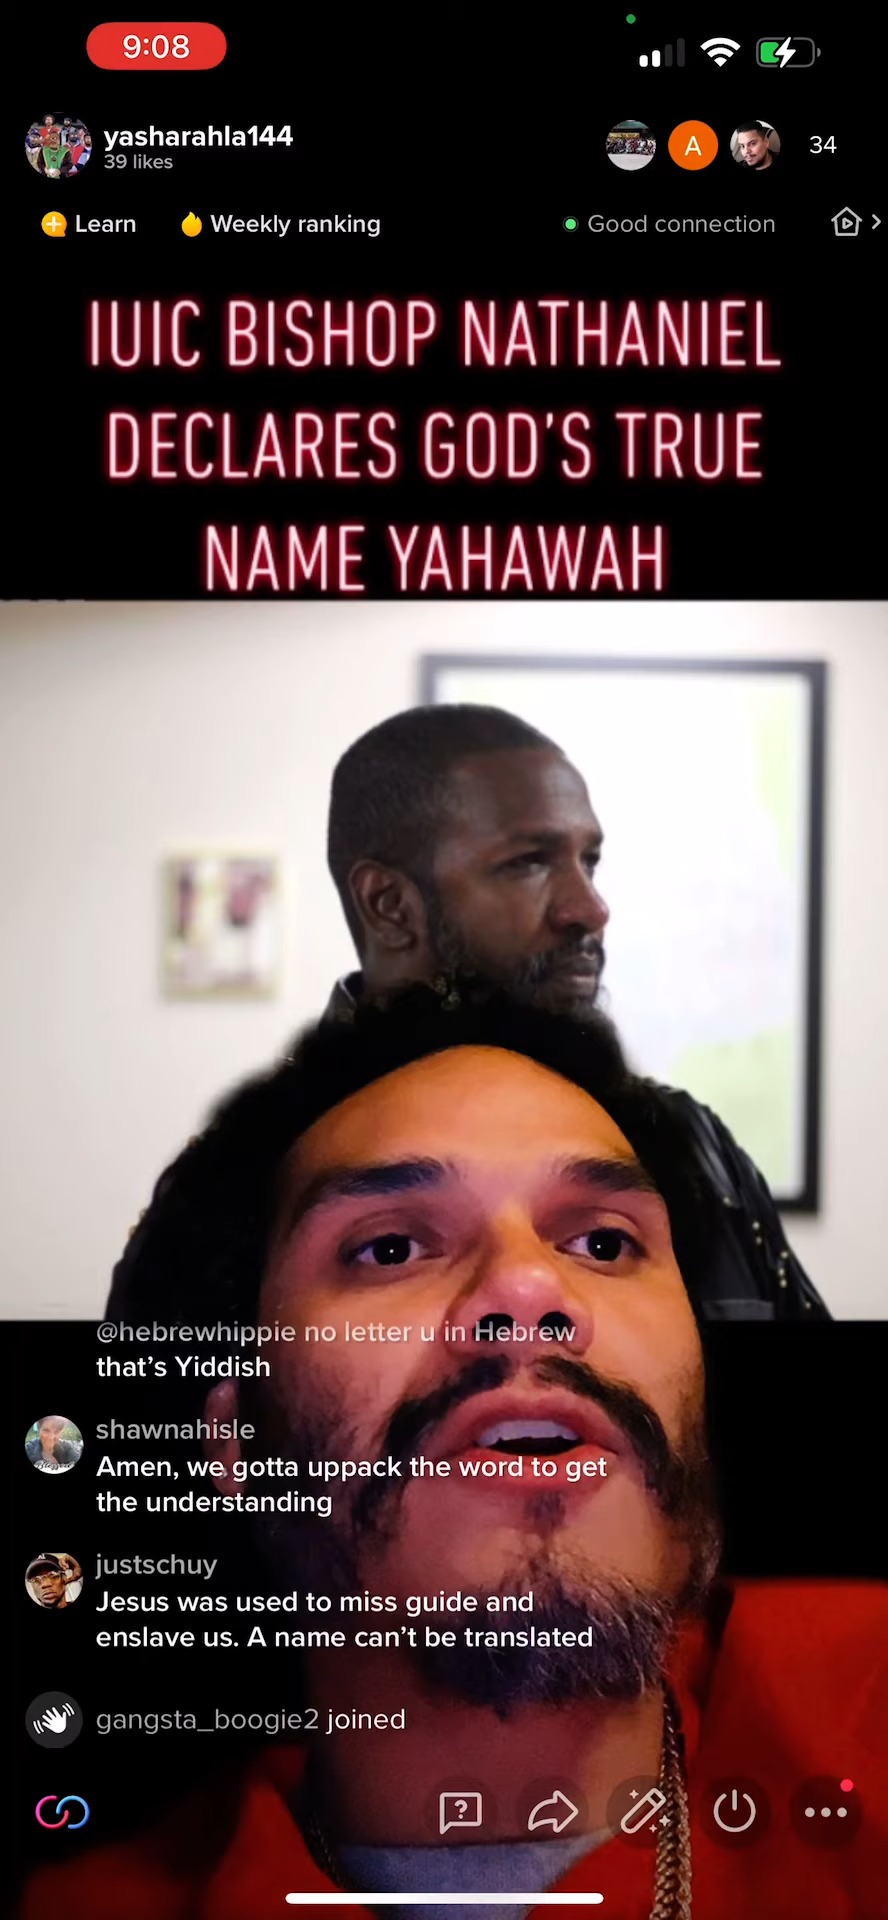 9:08
yasharahla144
39 likes
A
34
Learn
Weekly ranking
Good connection
IUIC BISHOP NATHANIEL
DECLARES GOD'S TRUE
NAME YAHAWAH
@hebrewhippie no letter u in Hebrew
that's Yiddish
shawnahisle
Amen, we gotta uppack the word to get
the understanding
justschuy
Jesus was used to miss guide and
enslave us. A name can't be translated
gangsta_boogie2 joined